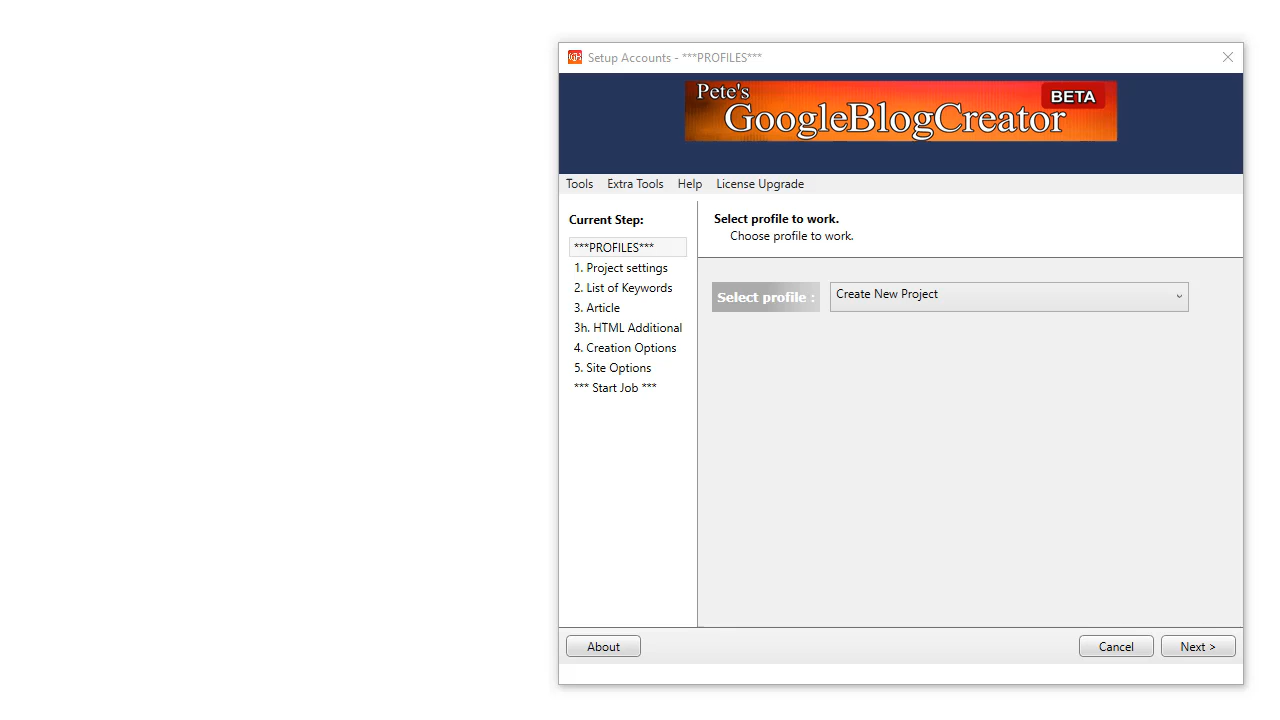 Setup Accounts - ***PROFILES***
Pete's
BETA
GoogleBlogCreator
Tools Extra Tools Help License Upgrade
Current Step:
***PROFILES***
1. Project settings
2. List of Keywords
3. Article
3h. HTML Additional
4. Creation Options
5. Site Options
*** Start Job ***
Select profile to work.
Choose profile to work.
Select profile :
Create New Project
About
Cancel
Next >